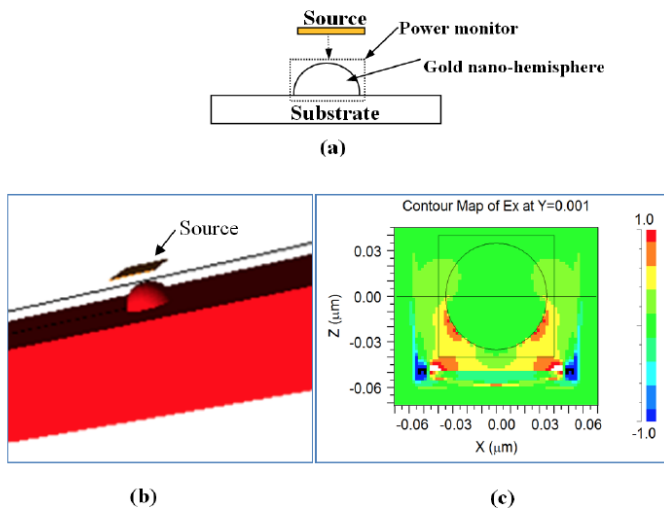 Source
Power monitor
Gold nano-hemisphere
Substrate
(a)
Source
Contour Map of Ex at Y=0.001
1.0
0.03
0.00
-0.03
-0.06
Z (µm)
-0.06 -0.03 0.00 0.03 0.06
X (µm)
-1.0
(b)
(c)